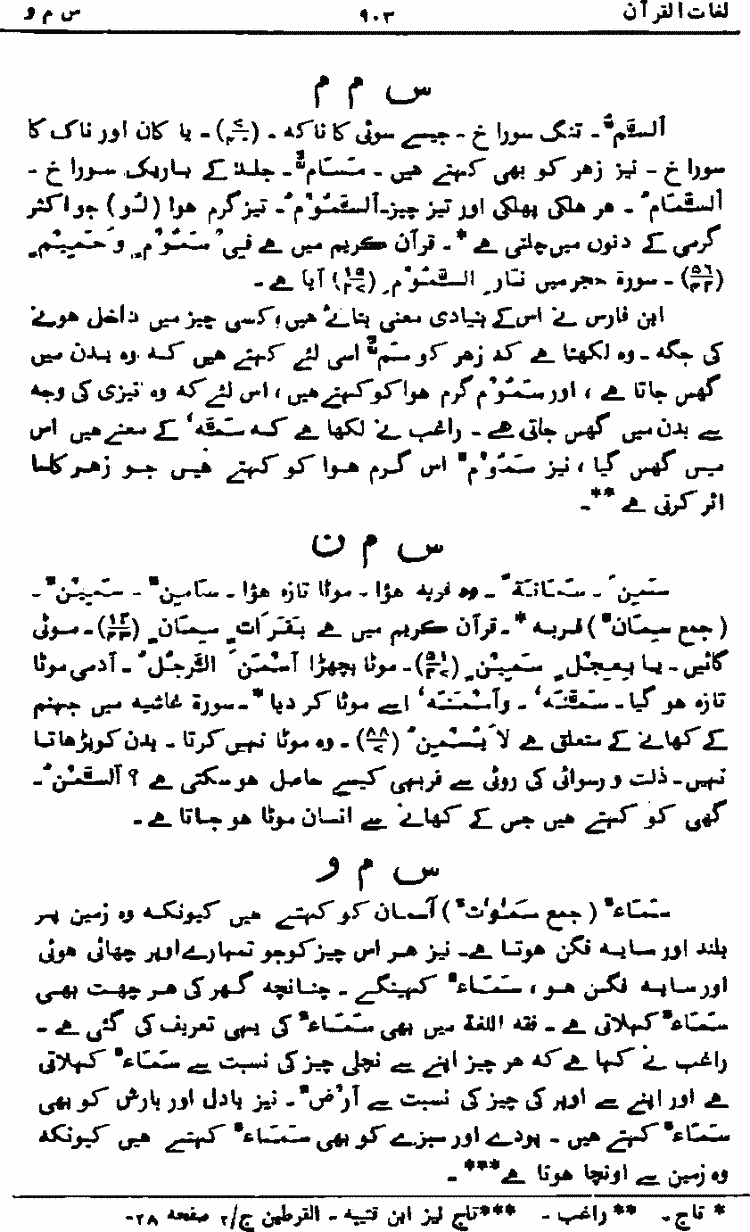 لغات القرآن ۹۰۳ س م و
س م م
اَلسَّمُّ ۔ تنگ سوراخ ۔ جیسے سوئی کا ناکہ ۔ (۷/۴۰) ۔ یا کان اور ناک کا
سوراخ ۔ نیز زہر کو بھی کہتے ہیں ۔ مَسَامٌّ ۔ جلد کے باریک سوراخ ۔
اَلسَّمَّامُ ۔ ہر ہلکی پھلکی اور تیز چیز۔ اَلسَّمُوْمُ ۔ تیز گرم ہوا (لُو) جو اکثر
گرمی کے دنوں میں چلتی ہے * ۔ قرآن کریم میں ہے فِیْ سَمُوْمٍ وَّ حَمِیْمٍ
(۵۶/۴۲) ۔ سورۃ حجر میں نَارِ السَّمُوْمِ (۱۵/۲۷) آیا ہے ۔
ابن فارس نے اس کے بنیادی معنی بتائے ہیں، کسی چیز میں داخل ہونے
کی جگہ ۔ وہ لکھتا ہے کہ زہر کو سَمٌّ اسی لئے کہتے ہیں کہ وہ بدن میں
گھس جاتا ہے ، اور سَمُوْم گرم ہوا کو کہتے ہیں ، اس لئے کہ وہ تیزی کی وجہ
سے بدن میں گھس جاتی ہے ۔ راغب نے لکھا ہے کہ سَمَّہٗ کے معنے ہیں اس
میں گھس گیا ، نیز سَمُوْمٌ اس گرم ہوا کو کہتے ہیں جو زہر کا سا
اثر کرتی ہے ** ۔
س م ن
سَمِنَ ۔ سَمَانَةً ۔ وہ فربہ ہوا ۔ موٹا تازہ ہوا ۔ سَامِنٌ ۔ سَمِیْنٌ ۔
(جمع سِمَانٌ) فربہ * ۔ قرآن کریم میں ہے بَقَرَاتٍ سِمَانٍ (۱۲/۴۳) ۔ موٹی
گائیں ۔ یا بِعِجْلٍ سَمِیْنٍ (۵۱/۲۶) ۔ موٹا بچھڑا اَسْمَنَ الرَّجُلُ ۔ آدمی موٹا
تازہ ہو گیا ۔ سَمَّنَہٗ ۔ وَاَسْمَنَہٗ اسے موٹا کر دیا * ۔ سورۃ غاشیہ میں جہنم
کے کھانے کے متعلق ہے لَا یُسْمِنُ (۸۸/۷) ۔ وہ موٹا نہیں کرتا ۔ بدن کو بڑھاتا
نہیں ۔ ذلت و رسوائی کی روٹی سے فربہی کیسے حاصل ہو سکتی ہے ؟ اَلسَّمْنُ ۔
گھی کو کہتے ہیں جس کے کھانے سے انسان موٹا ہو جاتا ہے ۔
س م و
سَمَاءٌ (جمع سَمٰوٰاتٌ) آسمان کو کہتے ہیں کیونکہ وہ زمین پر
بلند اور سایہ فگن ہوتا ہے ۔ نیز ہر اس چیز کو جو تمہارے اوپر چھائی ہوئی
اور سایہ فگن ہو ، سَمَاءٌ کہینگے ۔ چنانچہ گھر کی ہر چھت بھی
سَمَاءٌ کہلاتی ہے ۔ فقہ اللغة میں بھی سَمَاءٌ کی یہی تعریف کی گئی ہے ۔
راغب نے کہا ہے کہ ہر چیز اپنے سے نچلی چیز کی نسبت سے سَمَاءٌ کہلاتی
ہے اور اپنے سے اوپر کی چیز کی نسبت سے اَرْضٌ ۔ نیز بادل اور بارش کو بھی
سَمَاءٌ کہتے ہیں ۔ پودے اور سبزے کو بھی سَمَاءٌ کہتے ہیں کیونکہ
وہ زمین سے اونچا ہوتا ہے *** ۔
* تاج ۔ ** راغب ۔ *** تاج نیز ابن قتیبہ ۔ القرطین ج/۲ صفحہ ۲۸۔